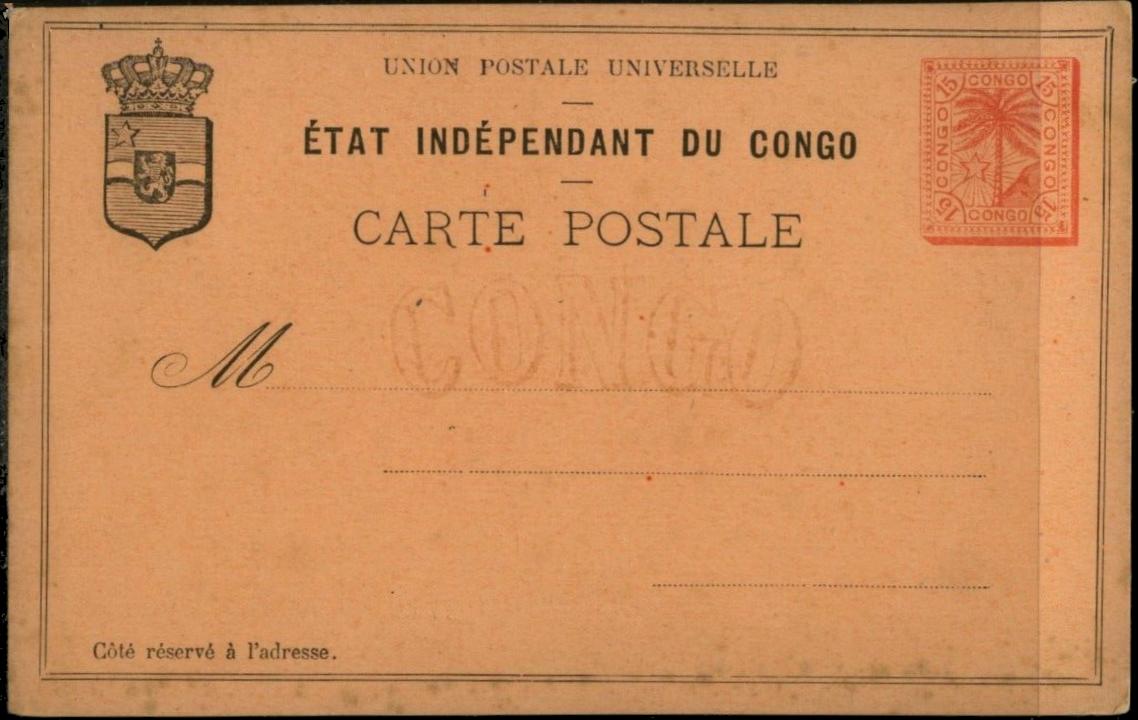 UNION POSTALE UNIVERSELLE
ÉTAT INDÉPENDANT DU CONGO
CARTE POSTALE
15 CONGO 15
CONGO CONGO
15 CONGO 15
CONGO
M
Côté réservé à l'adresse.